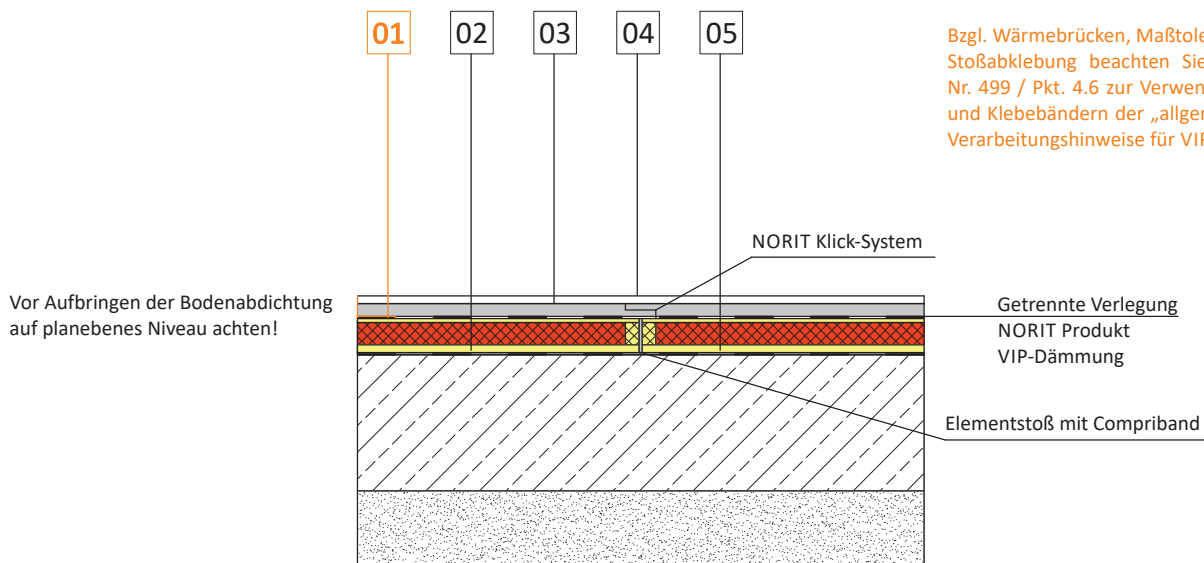 01 02 03 04 05
Bzgl. Wärmebrücken, Maßtole
Stoßabklebung beachten Sie
Nr. 499 / Pkt. 4.6 zur Verwen
und Klebebändern der „allger
Verarbeitungshinweise für VIP
NORIT Klick-System
Vor Aufbringen der Bodenabdichtung
auf planebenes Niveau achten!
Getrennte Verlegung
NORIT Produkt
VIP-Dämmung
Elementstoß mit Compriband